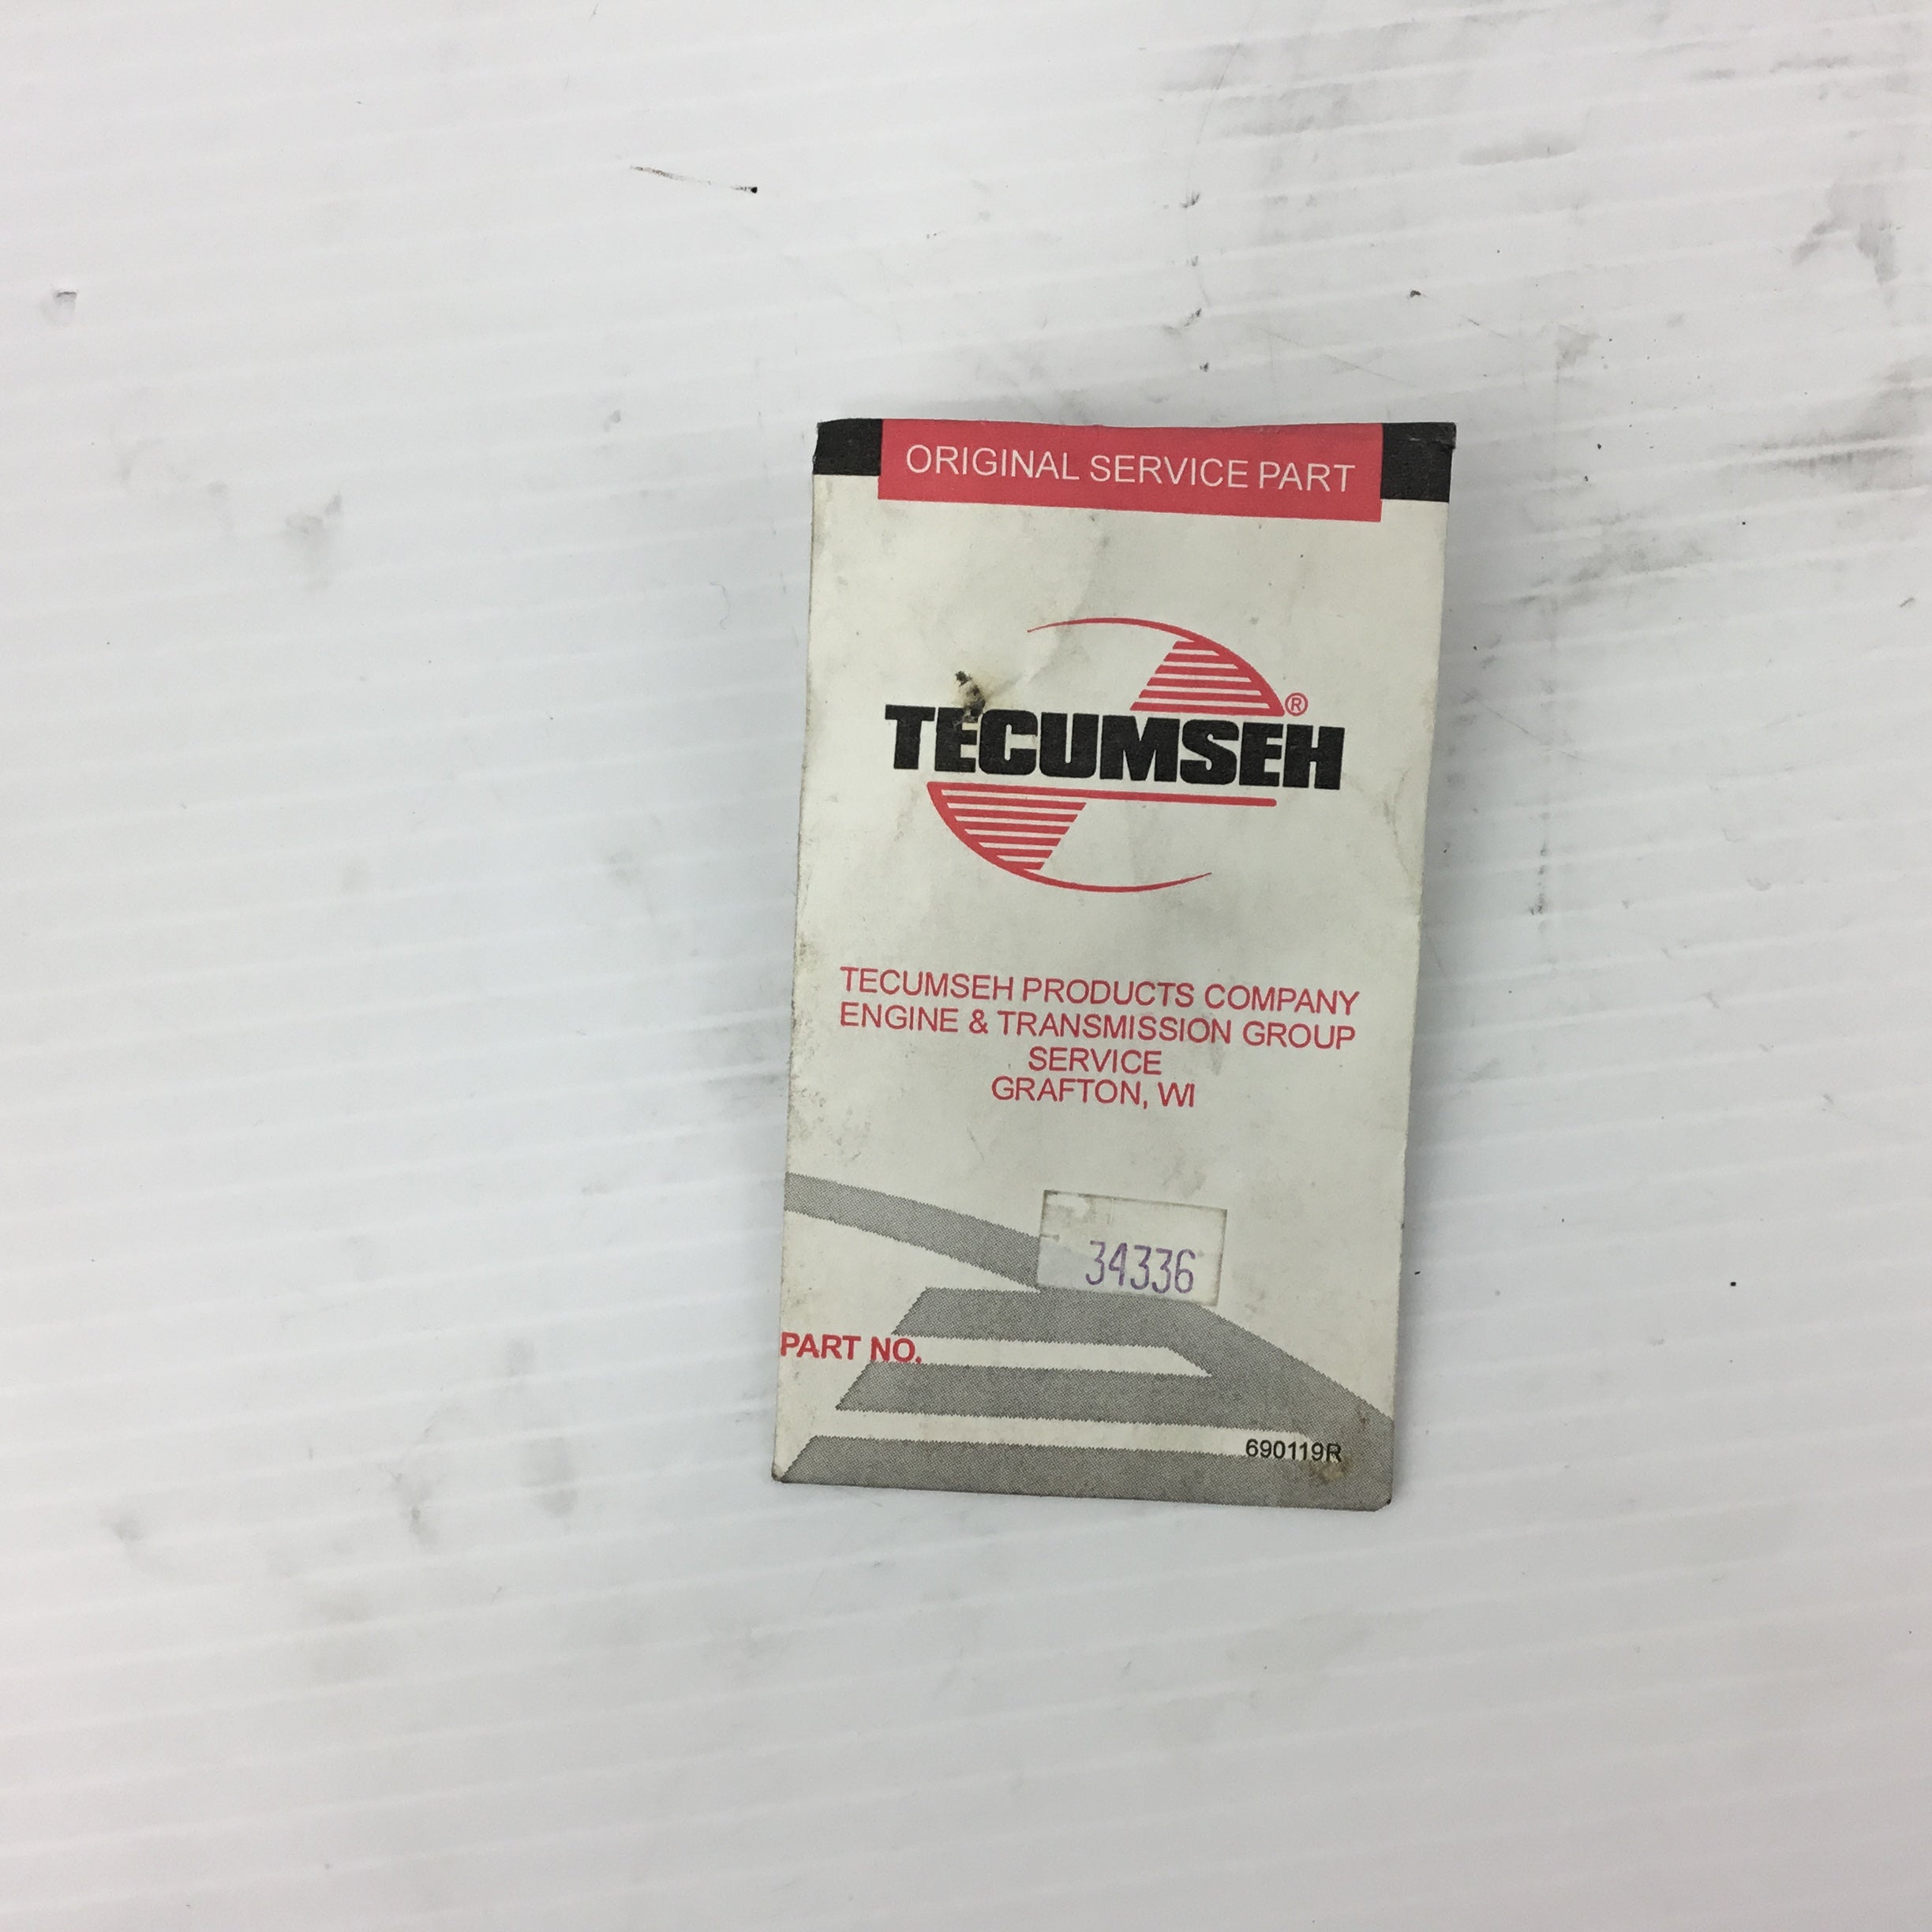 ORIGINAL SERVICE PART
TECUMSEH®
TECUMSEH PRODUCTS COMPANY
ENGINE & TRANSMISSION GROUP
SERVICE
GRAFTON, WI
34336
PART NO.
690119R